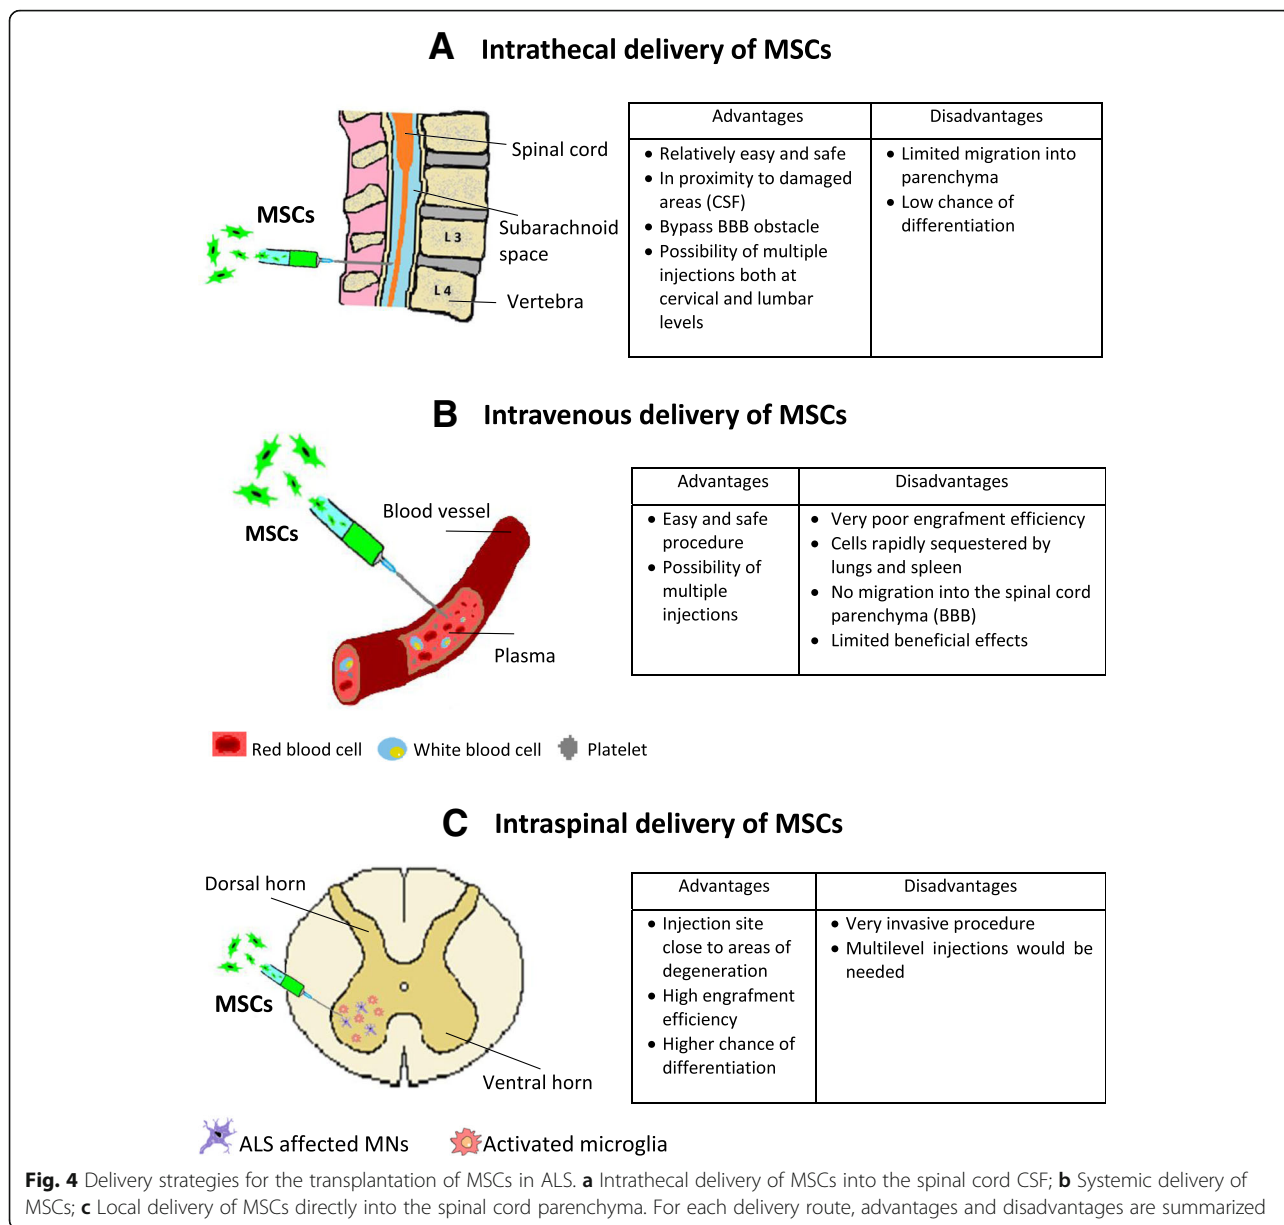 A Intrathecal delivery of MSCs
Spinal cord
MSCs
Subarachnoid
space
L 3
L 4
Vertebra
Advantages
Disadvantages
• Relatively easy and safe
• In proximity to damaged
areas (CSF)
• Bypass BBB obstacle
• Possibility of multiple
injections both at
cervical and lumbar
levels
• Limited migration into
parenchyma
• Low chance of
differentiation
B Intravenous delivery of MSCs
MSCs
Blood vessel
Plasma
Advantages
Disadvantages
• Easy and safe
procedure
• Possibility of
multiple
injections
• Very poor engrafment efficiency
• Cells rapidly sequestered by
lungs and spleen
• No migration into the spinal cord
parenchyma (BBB)
• Limited beneficial effects
Red blood cell
White blood cell
Platelet
C Intraspinal delivery of MSCs
Dorsal horn
MSCs
Ventral horn
Advantages
Disadvantages
• Injection site
close to areas of
degeneration
• High engrafment
efficiency
• Higher chance of
differentiation
• Very invasive procedure
• Multilevel injections would be
needed
ALS affected MNs
Activated microglia
Fig. 4 Delivery strategies for the transplantation of MSCs in ALS. a Intrathecal delivery of MSCs into the spinal cord CSF; b Systemic delivery of
MSCs; c Local delivery of MSCs directly into the spinal cord parenchyma. For each delivery route, advantages and disadvantages are summarized